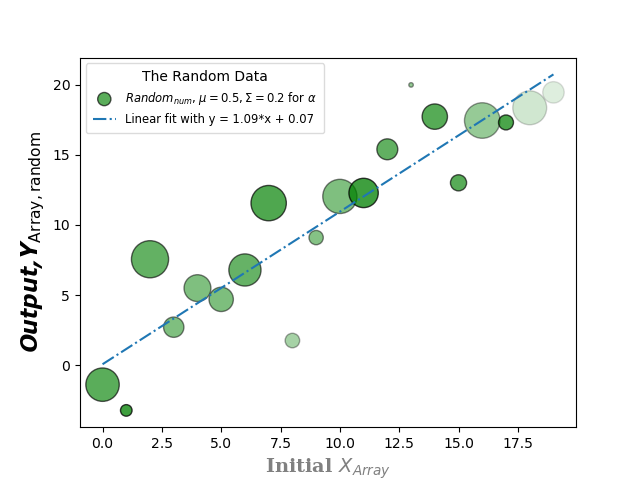 The Random Data
Random_num, μ = 0.5, Σ = 0.2 for α
Linear fit with y = 1.09*x + 0.07
20
15
10
5
0
Output,Y_Array, random
0.0 2.5 5.0 7.5 10.0 12.5 15.0 17.5
Initial X_Array